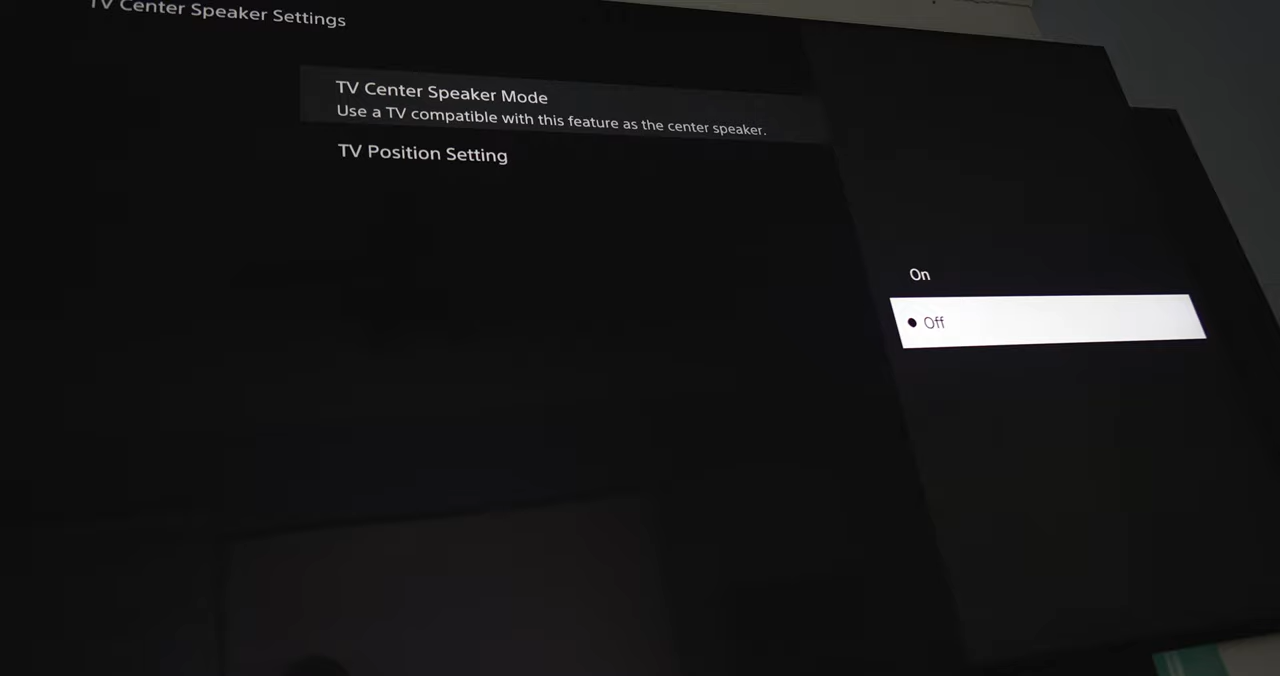 TV Center Speaker Settings
TV Center Speaker Mode
Use a TV compatible with this feature as the center speaker.
TV Position Setting
On
Off